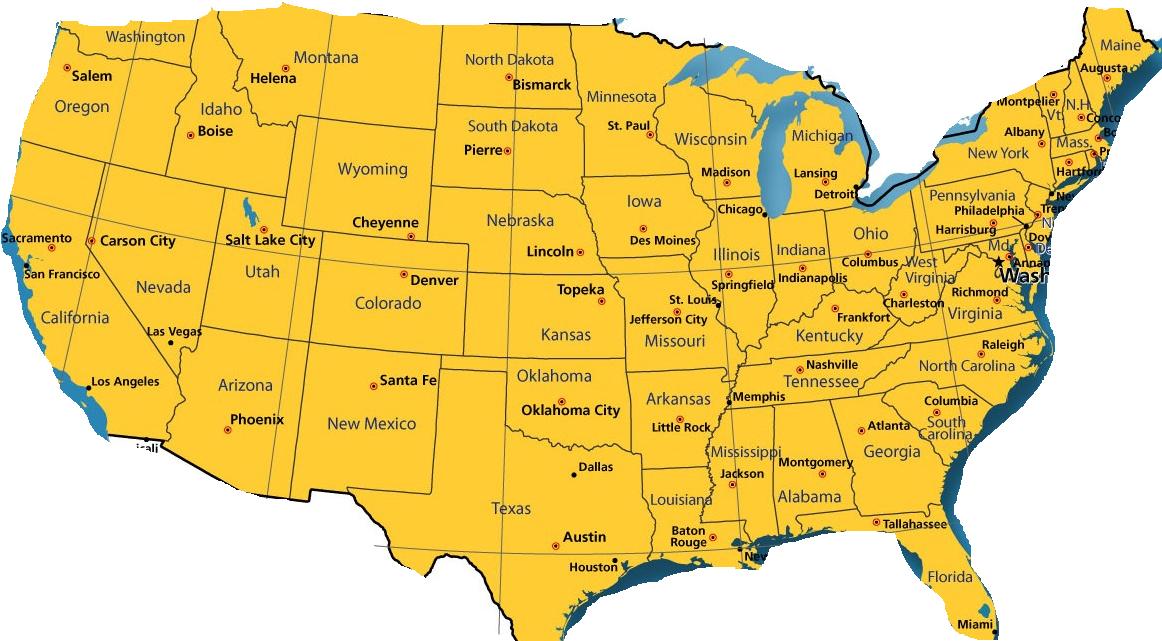 Washington
Montana
North Dakota
Maine
Salem
Helena
Bismarck
Augusta
Oregon
Idaho
Minnesota
Montpelier
Vt.
N.H.
Conco
Boise
South Dakota
St. Paul
Wisconsin
Michigan
Albany
Bo
Mass.
Pierre
New York
Pr
Wyoming
Madison
Lansing
Hartfor
Detroit
Pennsylvania
Ne
Iowa
Chicago
Philadelphia
Tren
Cheyenne
Nebraska
Harrisburg
N
Sacramento
Carson City
Salt Lake City
Lincoln
Des Moines
Illinois
Indiana
Ohio
Md.
Dov
De
Columbus
West
Virginia
Annap
Wash
San Francisco
Utah
Denver
Springfield
Indianapolis
Nevada
Colorado
Topeka
St. Louis
Charleston
Richmond
California
Jefferson City
Frankfort
Virginia
Las Vegas
Kansas
Missouri
Kentucky
Raleigh
Los Angeles
Arizona
Santa Fe
Oklahoma
Nashville
Tennessee
North Carolina
Phoenix
New Mexico
Oklahoma City
Arkansas
Memphis
Columbia
Little Rock
Atlanta
South
Carolina
Mississippi
Georgia
Dallas
Jackson
Montgomery
Texas
Louisiana
Alabama
Austin
Baton
Rouge
Tallahassee
Houston
New
Florida
Miami